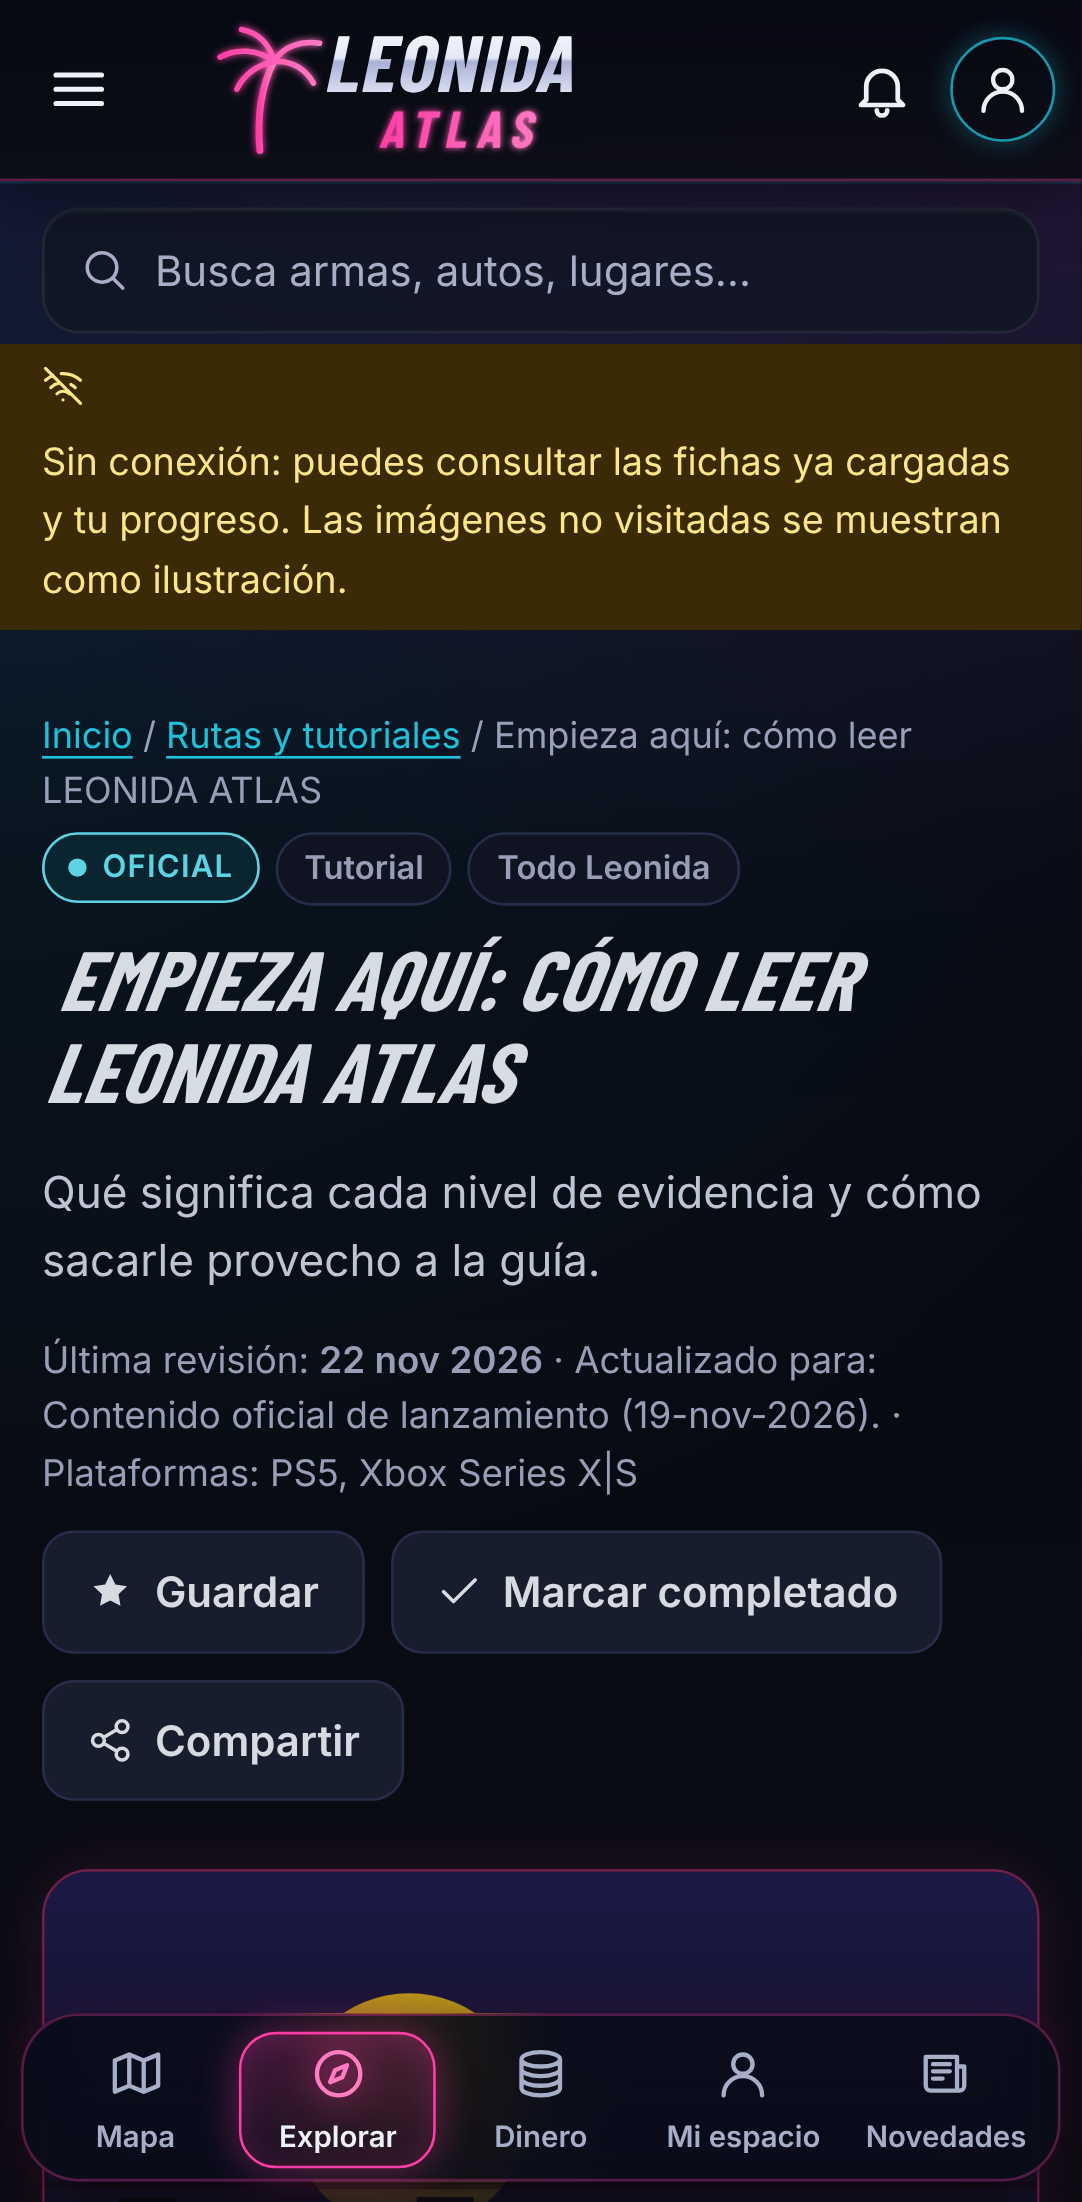 LEONIDA
ATLAS
Busca armas, autos, lugares...
Sin conexión: puedes consultar las fichas ya cargadas
y tu progreso. Las imágenes no visitadas se muestran
como ilustración.
Inicio / Rutas y tutoriales / Empieza aquí: cómo leer
LEONIDA ATLAS
OFICIAL Tutorial Todo Leonida
EMPIEZA AQUÍ: CÓMO LEER
LEONIDA ATLAS
Qué significa cada nivel de evidencia y cómo
sacarle provecho a la guía.
Última revisión: 22 nov 2026 · Actualizado para:
Contenido oficial de lanzamiento (19-nov-2026). ·
Plataformas: PS5, Xbox Series X|S
Guardar Marcar completado
Compartir
Mapa Explorar Dinero Mi espacio Novedades